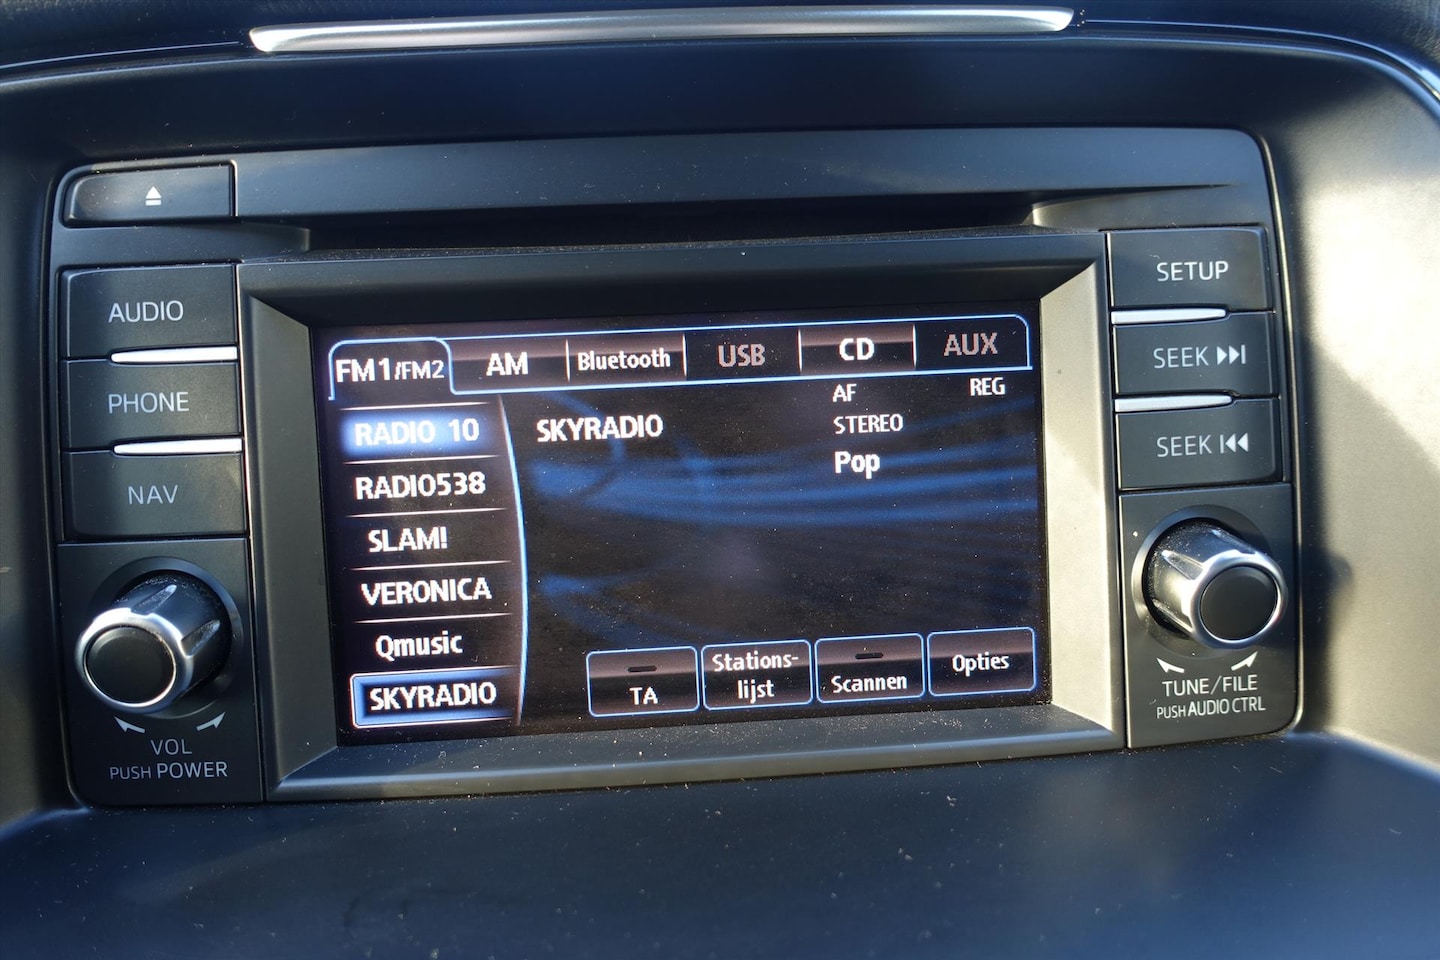 AUDIO
PHONE
NAV
VOL
PUSH POWER
FM1/FM2
AM
Bluetooth
USB
CD
AUX
RADIO 10
RADIO538
SLAM!
VERONICA
Qmusic
SKYRADIO
SKYRADIO
AF
REG
STEREO
Pop
TA
Stations-
lijst
Scannen
Opties
SETUP
SEEK
SEEK
TUNE/FILE
PUSH AUDIO CTRL